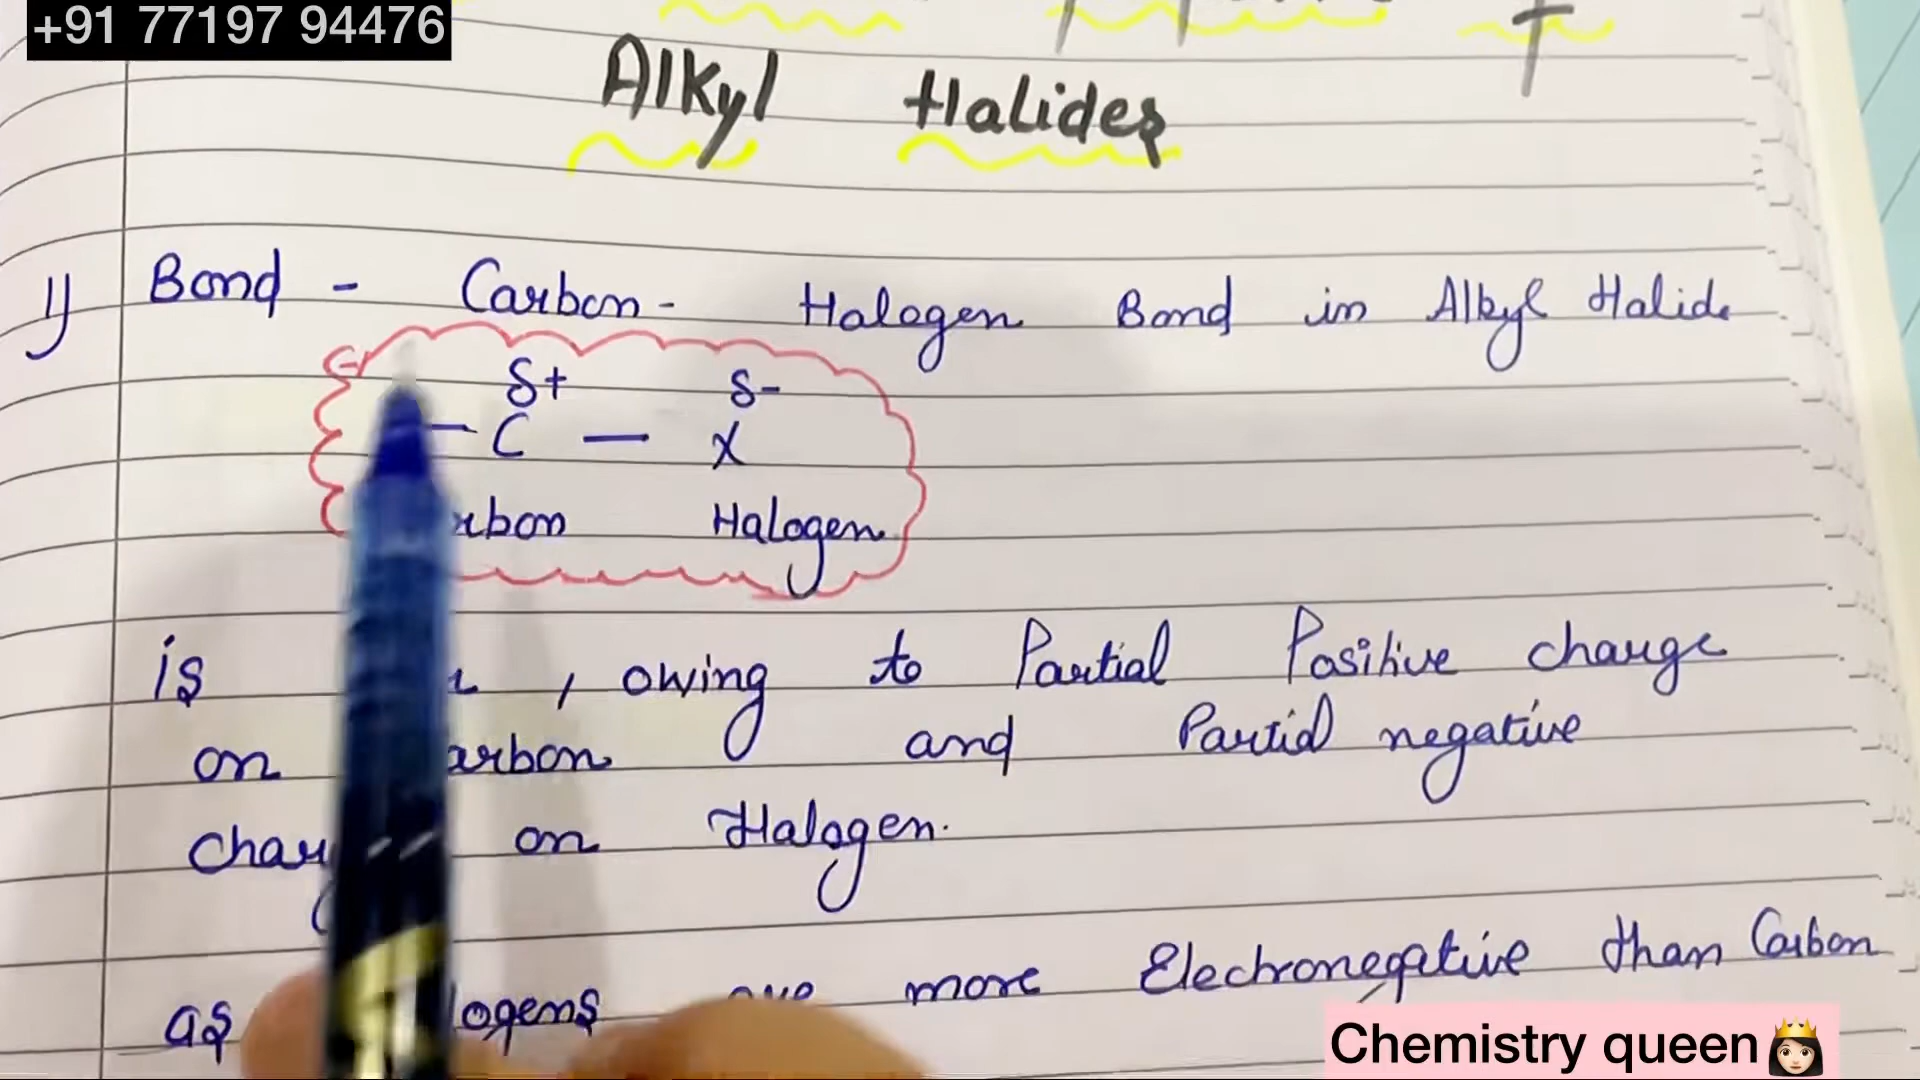 +91 77197 94476
Alkyl Halides
1) Bond - Carbon - Halogen Bond in Alkyl Halide
δ+ δ-
— C — X
Halogen
is , owing to Partial Positive charge
on and Partial negative
on Halogen.
as are more Electronegative than Carbon
Chemistry queen👸🏻